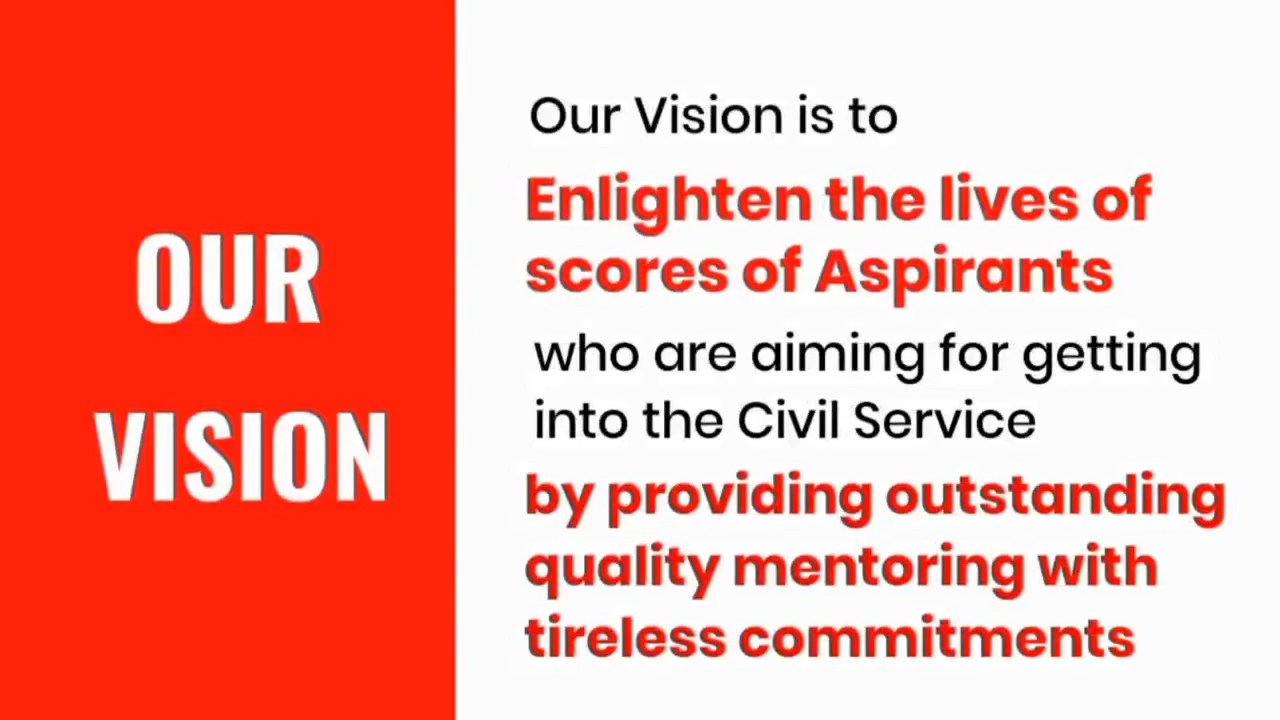 OUR
VISION
Our Vision is to
Enlighten the lives of
scores of Aspirants
who are aiming for getting
into the Civil Service
by providing outstanding
quality mentoring with
tireless commitments